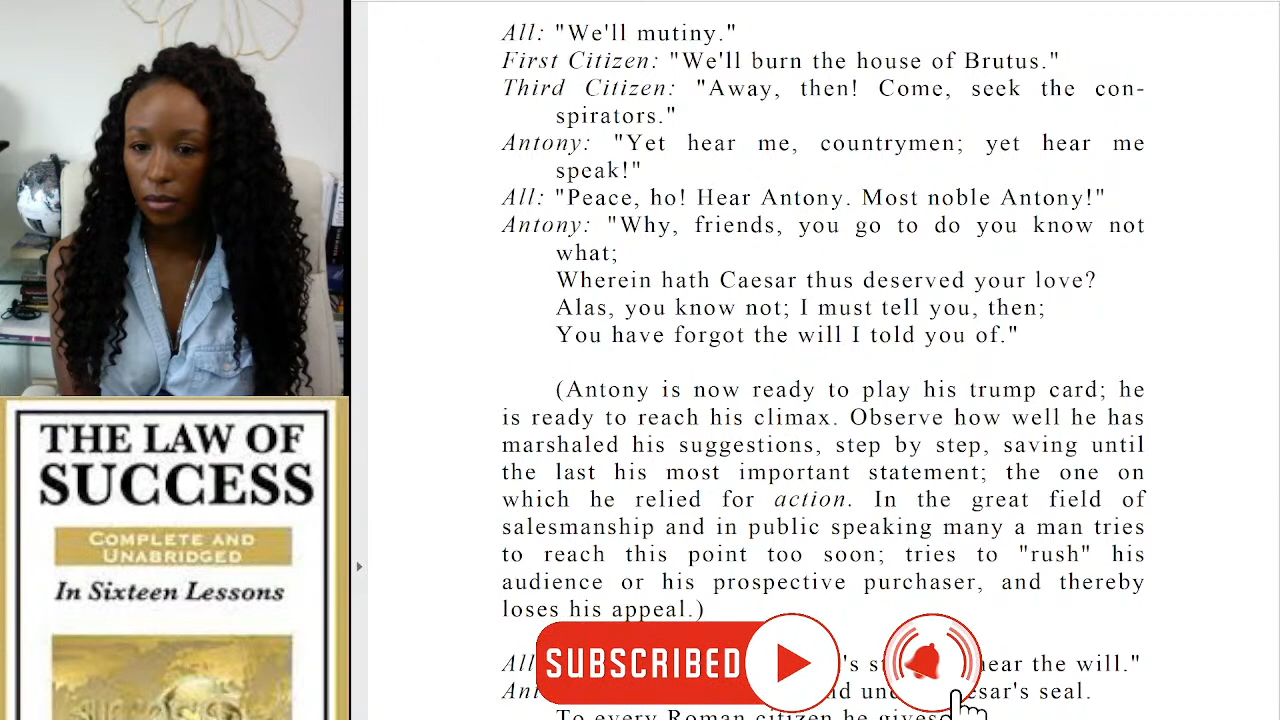 All: "We'll mutiny."
First Citizen: "We'll burn the house of Brutus."
Third Citizen: "Away, then! Come, seek the con-
spirators."
Antony: "Yet hear me, countrymen; yet hear me
speak!"
All: "Peace, ho! Hear Antony. Most noble Antony!"
Antony: "Why, friends, you go to do you know not
what;
Wherein hath Caesar thus deserved your love?
Alas, you know not; I must tell you, then;
You have forgot the will I told you of."
(Antony is now ready to play his trump card; he
is ready to reach his climax. Observe how well he has
marshaled his suggestions, step by step, saving until
the last his most important statement; the one on
which he relied for action. In the great field of
salesmanship and in public speaking many a man tries
to reach this point too soon; tries to "rush" his
audience or his prospective purchaser, and thereby
loses his appeal.)
hear the will."
seal.
To every Roman citizen he gives
SUBSCRIBED
THE LAW OF
SUCCESS
COMPLETE AND
UNABRIDGED
In Sixteen Lessons